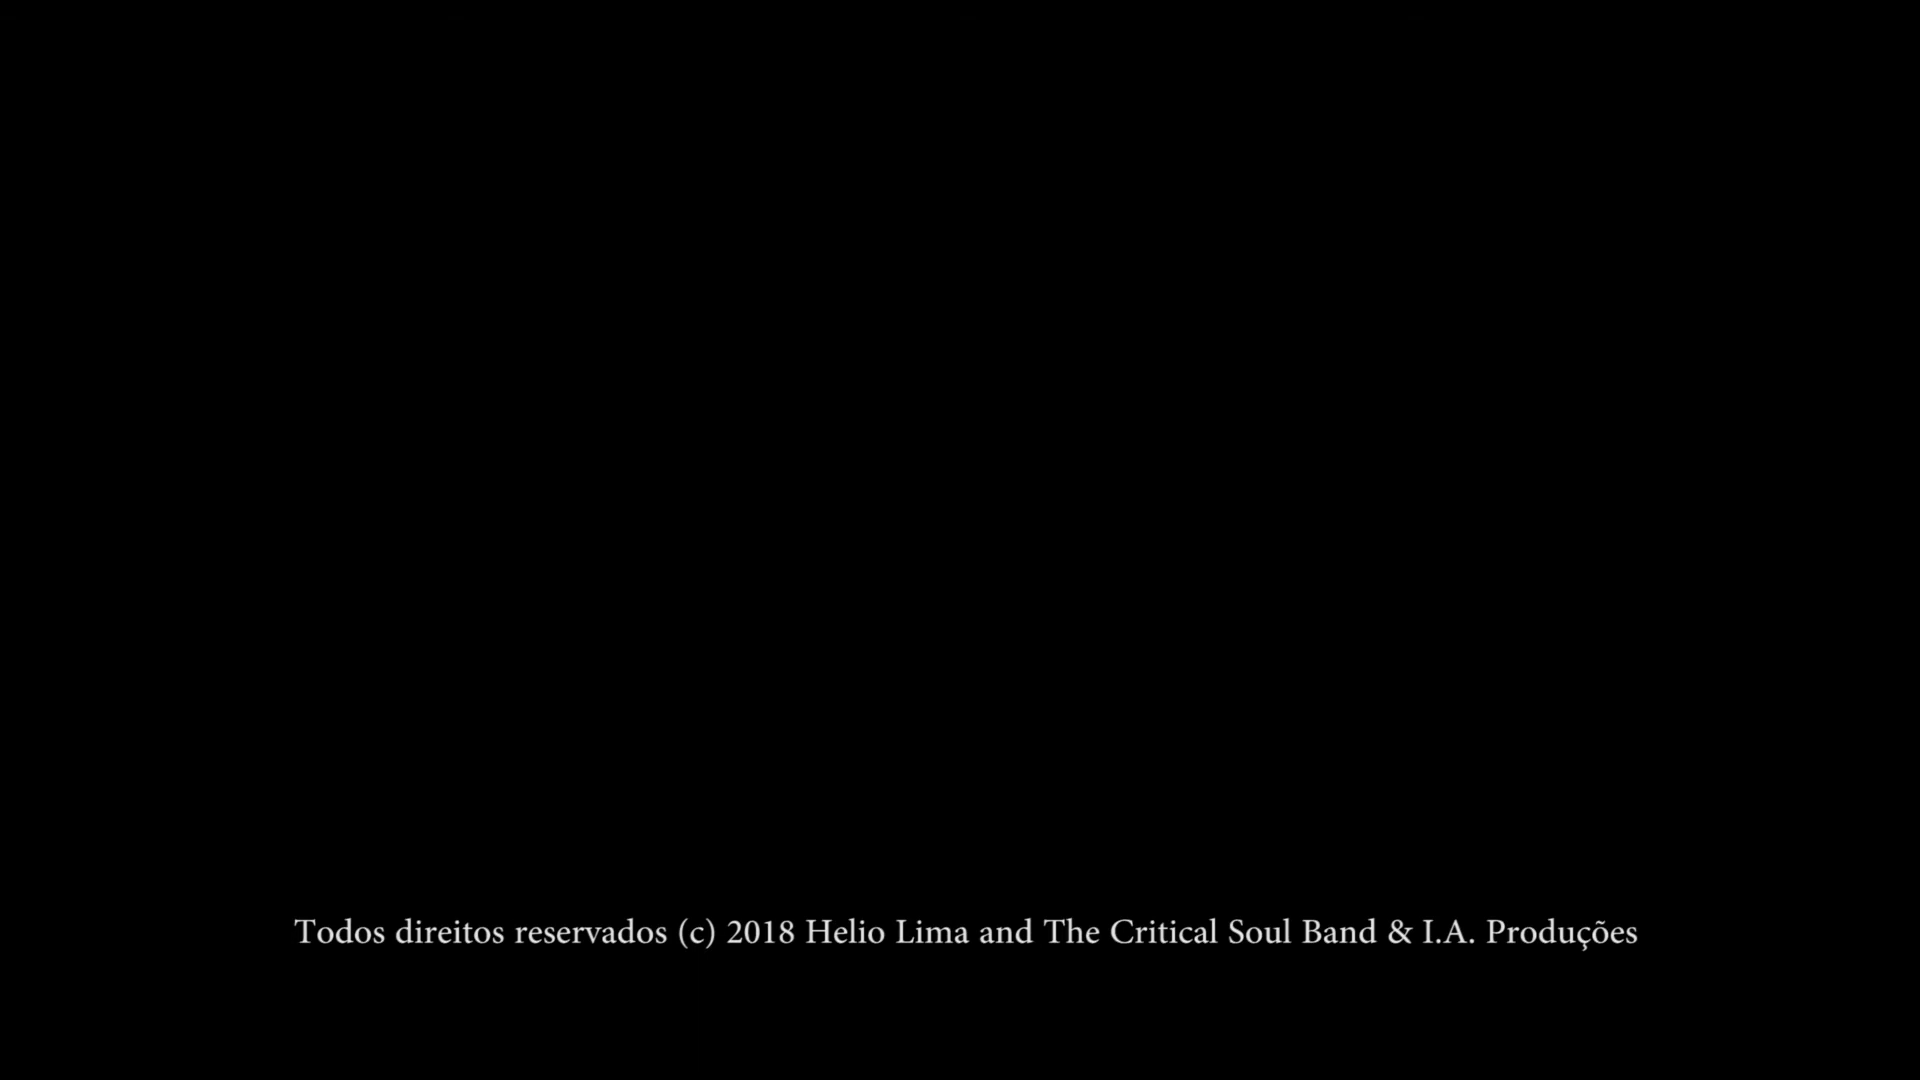 Todos direitos reservados (c) 2018 Helio Lima and The Critical Soul Band & I.A. Produções